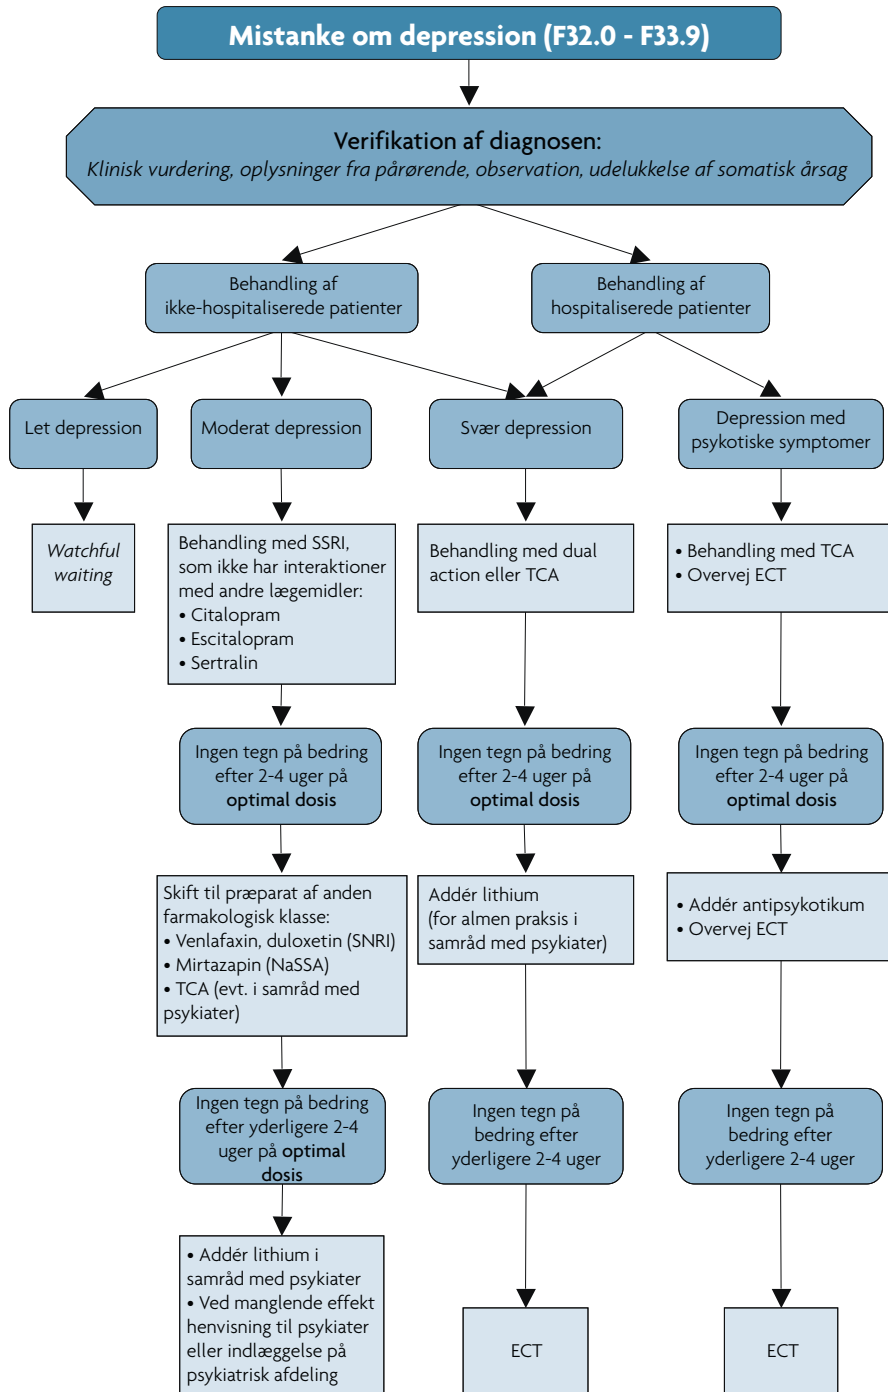 Mistanke om depression (F32.0 - F33.9)
Verifikation af diagnosen:
Klinisk vurdering, oplysninger fra pårørende, observation, udelukkelse af somatisk årsag
Behandling af
ikke-hospitaliserede patienter
Behandling af
hospitaliserede patienter
Let depression
Moderat depression
Svær depression
Depression med
psykotiske symptomer
Watchful
waiting
Behandling med SSRI,
som ikke har interaktioner
med andre lægemidler:
• Citalopram
• Escitalopram
• Sertralin
Behandling med dual
action eller TCA
• Behandling med TCA
• Overvej ECT
Ingen tegn på bedring
efter 2-4 uger på
optimal dosis
Ingen tegn på bedring
efter 2-4 uger på
optimal dosis
Ingen tegn på bedring
efter 2-4 uger på
optimal dosis
Skift til præparat af anden
farmakologisk klasse:
• Venlafaxin, duloxetin (SNRI)
• Mirtazapin (NaSSA)
• TCA (evt. i samråd med
psykiater)
Addér lithium
(for almen praksis i
samråd med psykiater)
• Addér antipsykotikum
• Overvej ECT
Ingen tegn på bedring
efter yderligere 2-4
uger på optimal
dosis
Ingen tegn på
bedring efter
yderligere 2-4 uger
Ingen tegn på
bedring efter
yderligere 2-4 uger
• Addér lithium i
samråd med psykiater
• Ved manglende effekt
henvisning til psykiater
eller indlæggelse på
psykiatrisk afdeling
ECT
ECT